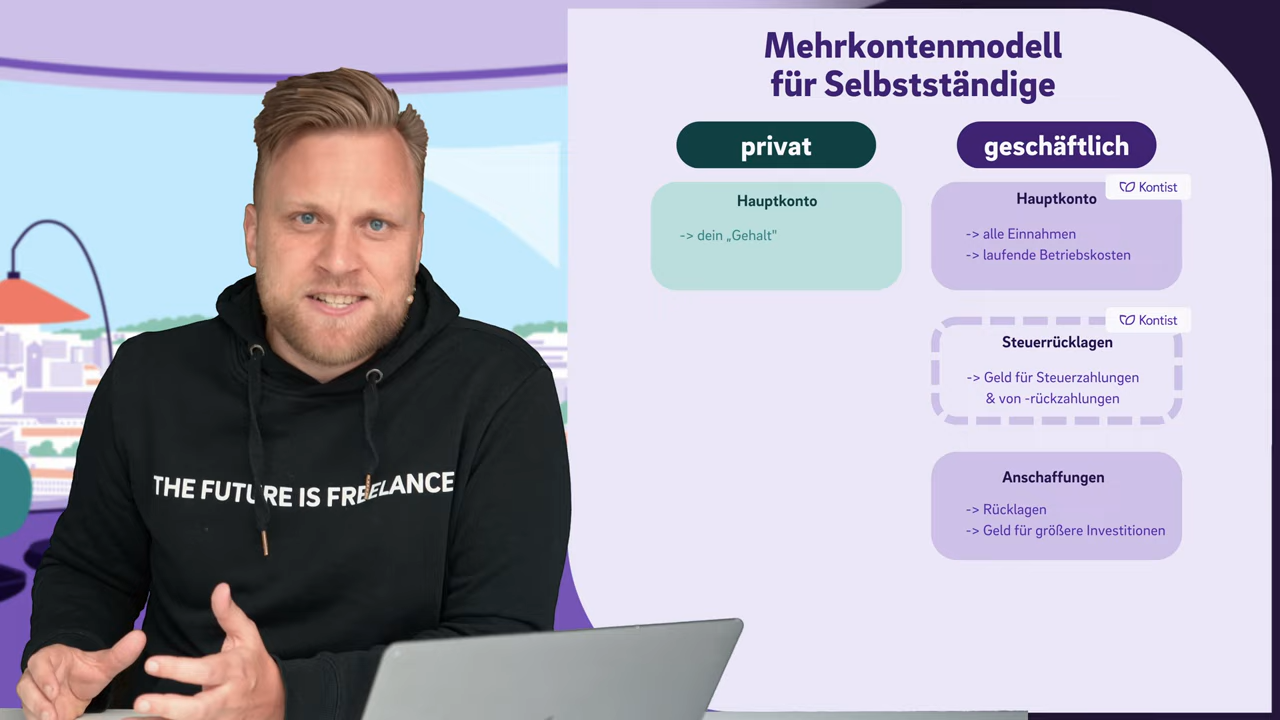 Mehrkontenmodell
für Selbstständige
privat
Hauptkonto
-> dein „Gehalt"
geschäftlich
Kontist
Hauptkonto
-> alle Einnahmen
-> laufende Betriebskosten
Kontist
Steuerrücklagen
-> Geld für Steuerzahlungen
& von -rückzahlungen
Anschaffungen
-> Rücklagen
-> Geld für größere Investitionen
THE FUTURE IS FREELANCE